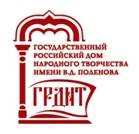 ГОСУДАРСТВЕННЫЙ
РОССИЙСКИЙ ДОМ
НАРОДНОГО ТВОРЧЕСТВА
ИМЕНИ В.Д. ПОЛЕНОВА
ГРДНТ